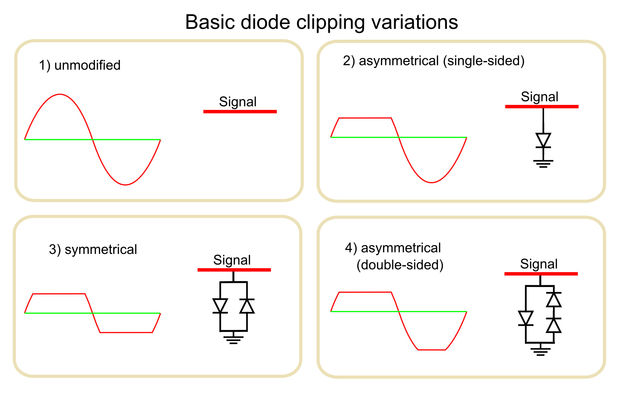 Basic diode clipping variations
1) unmodified
Signal
2) asymmetrical (single-sided)
Signal
3) symmetrical
Signal
4) asymmetrical
(double-sided)
Signal